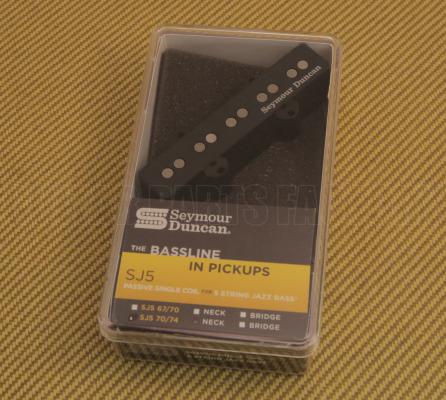 Seymour Duncan
Seymour
Duncan®
THE BASSLINE
IN PICKUPS
SJ5
PASSIVE SINGLE COIL FOR 5 STRING JAZZ BASS®
SJ5 67/70 NECK BRIDGE
SJ5 70/74 NECK BRIDGE
PARTS